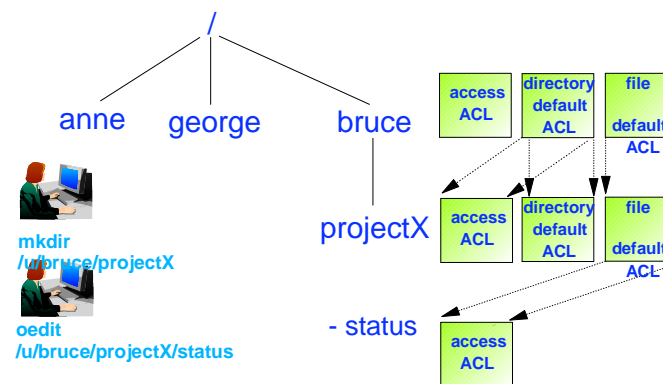 /
anne
george
bruce
access
ACL
directory
default
ACL
file
default
ACL
mkdir
/u/bruce/projectX
projectX
access
ACL
directory
default
ACL
file
default
ACL
oedit
/u/bruce/projectX/status
- status
access
ACL